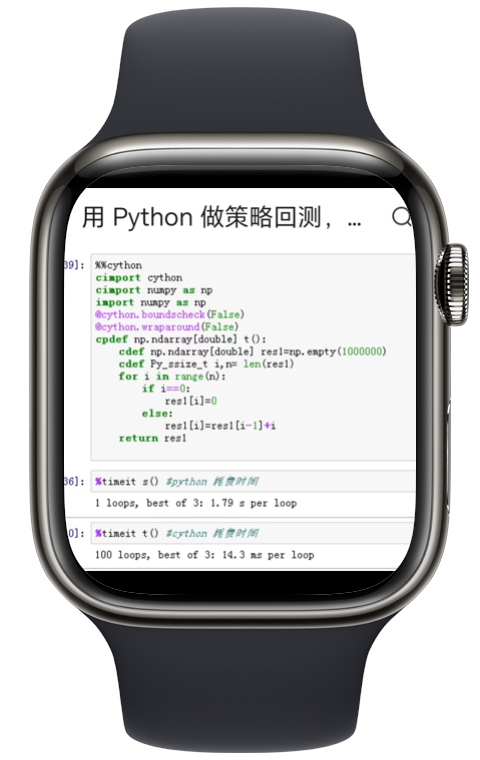 用 Python 做策略回测，...
39]:
%%cython
cimport cython
cimport numpy as np
import numpy as np
@cython.boundscheck(False)
@cython.wraparound(False)
cpdef np.ndarray[double] t():
cdef np.ndarray[double] res1=np.empty(1000000)
cdef Py_ssize_t i,n= len(res1)
for i in range(n):
if i==0:
res1[i]=0
else:
res1[i]=res1[i-1]+i
return res1
36]: %timeit s() #python 耗费时间
1 loops, best of 3: 1.79 s per loop
0]: %timeit t() #cython 耗费时间
100 loops, best of 3: 14.3 ms per loop